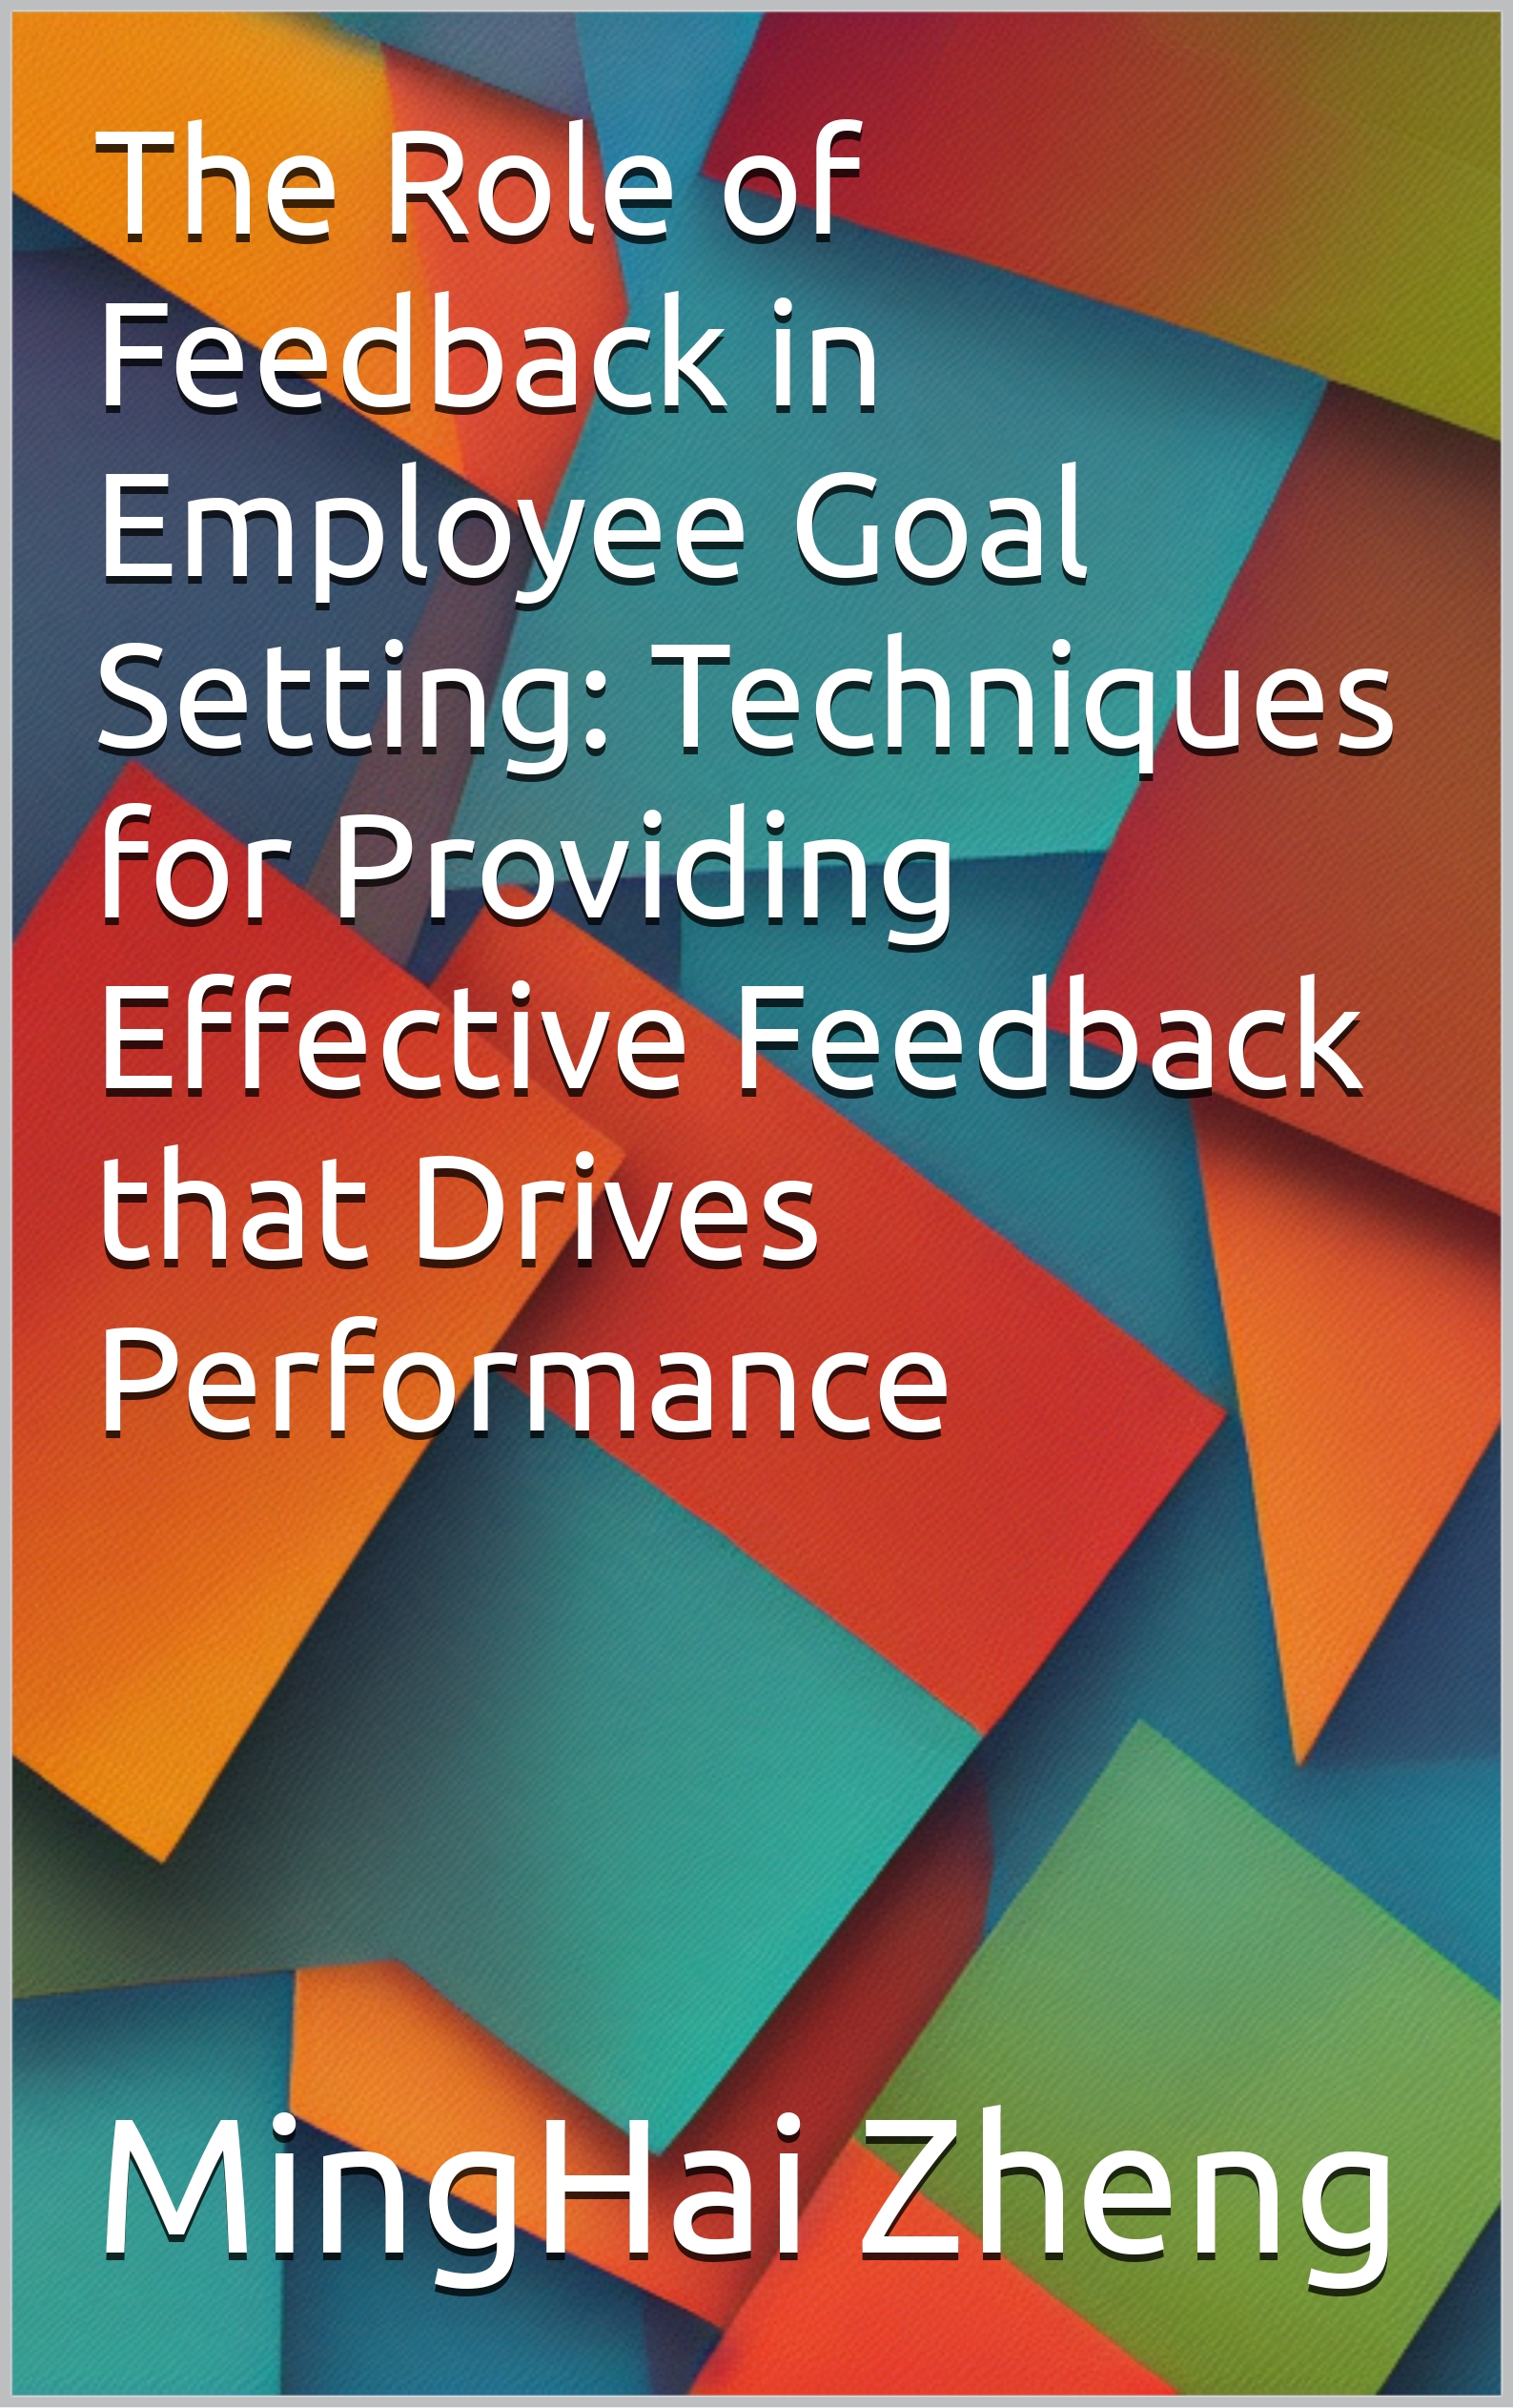 The Role of
Feedback in
Employee Goal
Setting: Techniques
for Providing
Effective Feedback
that Drives
Performance
MingHai Zheng